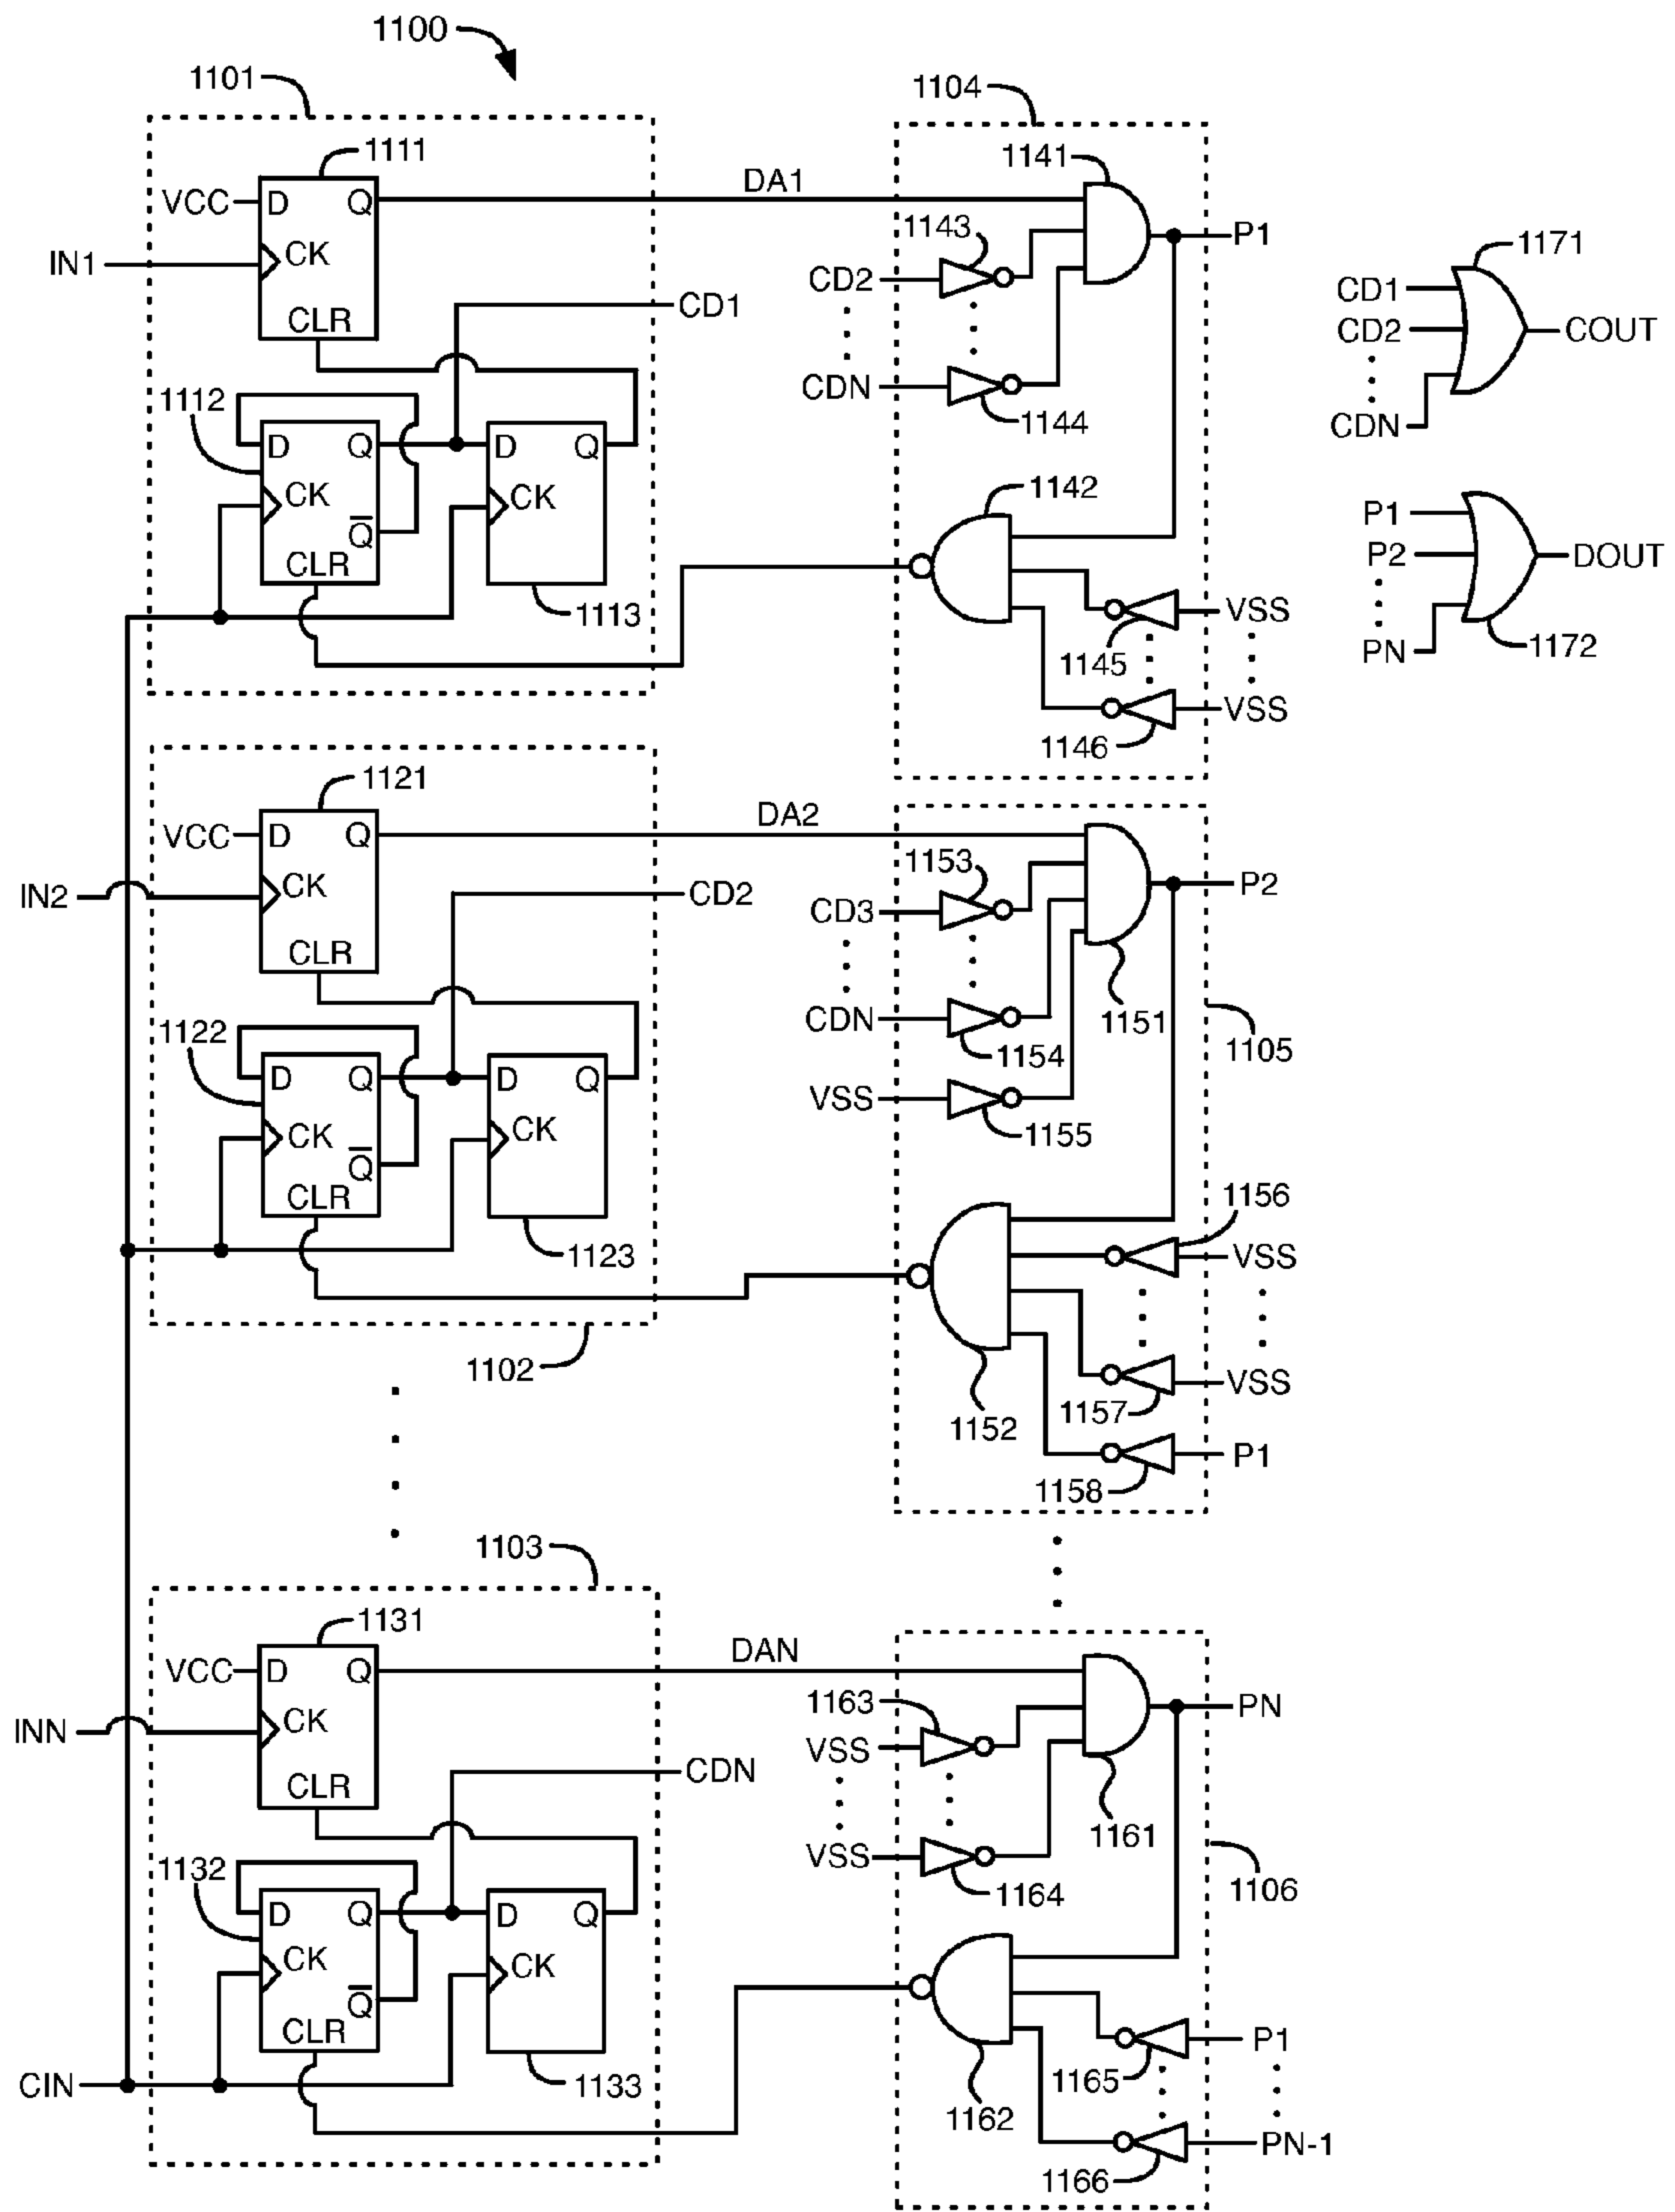 1100
1101
1111
VCC
D
Q
CK
CLR
IN1
DA1
CD1
1112
D
Q
CK
Q̅
CLR
D
Q
CK
1113
1104
1141
1143
CD2
CDN
1144
P1
1142
VSS
1145
VSS
1146
CD1
CD2
CDN
1171
COUT
P1
P2
PN
DOUT
1172
1121
VCC
D
Q
CK
CLR
IN2
DA2
CD2
1122
D
Q
CK
Q̅
CLR
D
Q
CK
1123
1102
1153
CD3
CDN
1154
VSS
1155
P2
1151
1105
1156
VSS
1157
VSS
1152
1158
P1
1103
1131
VCC
D
Q
CK
CLR
INN
DAN
CDN
1132
D
Q
CK
Q̅
CLR
D
Q
CK
1133
CIN
1163
VSS
VSS
1164
PN
1161
1106
1162
1165
P1
1166
PN-1